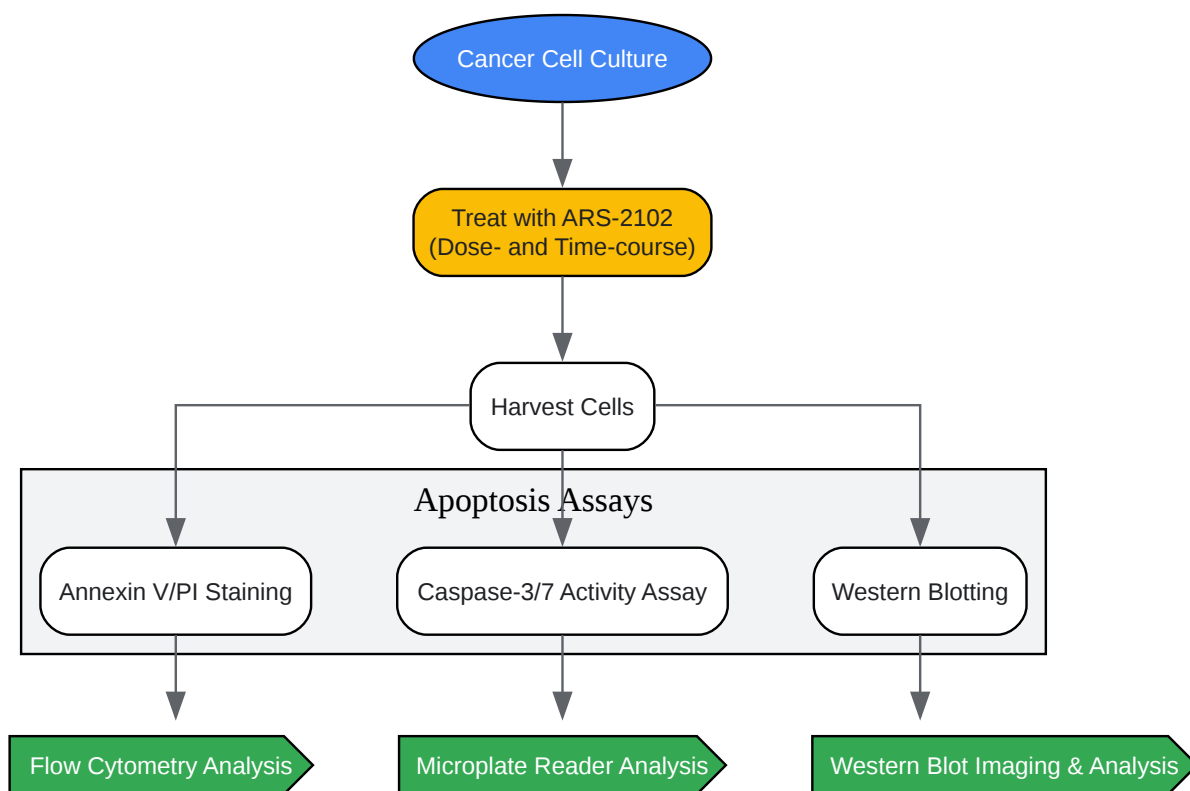 Cancer Cell Culture
Treat with ARS-2102
(Dose- and Time-course)
Harvest Cells
Apoptosis Assays
Annexin V/PI Staining
Caspase-3/7 Activity Assay
Western Blotting
Flow Cytometry Analysis
Microplate Reader Analysis
Western Blot Imaging & Analysis